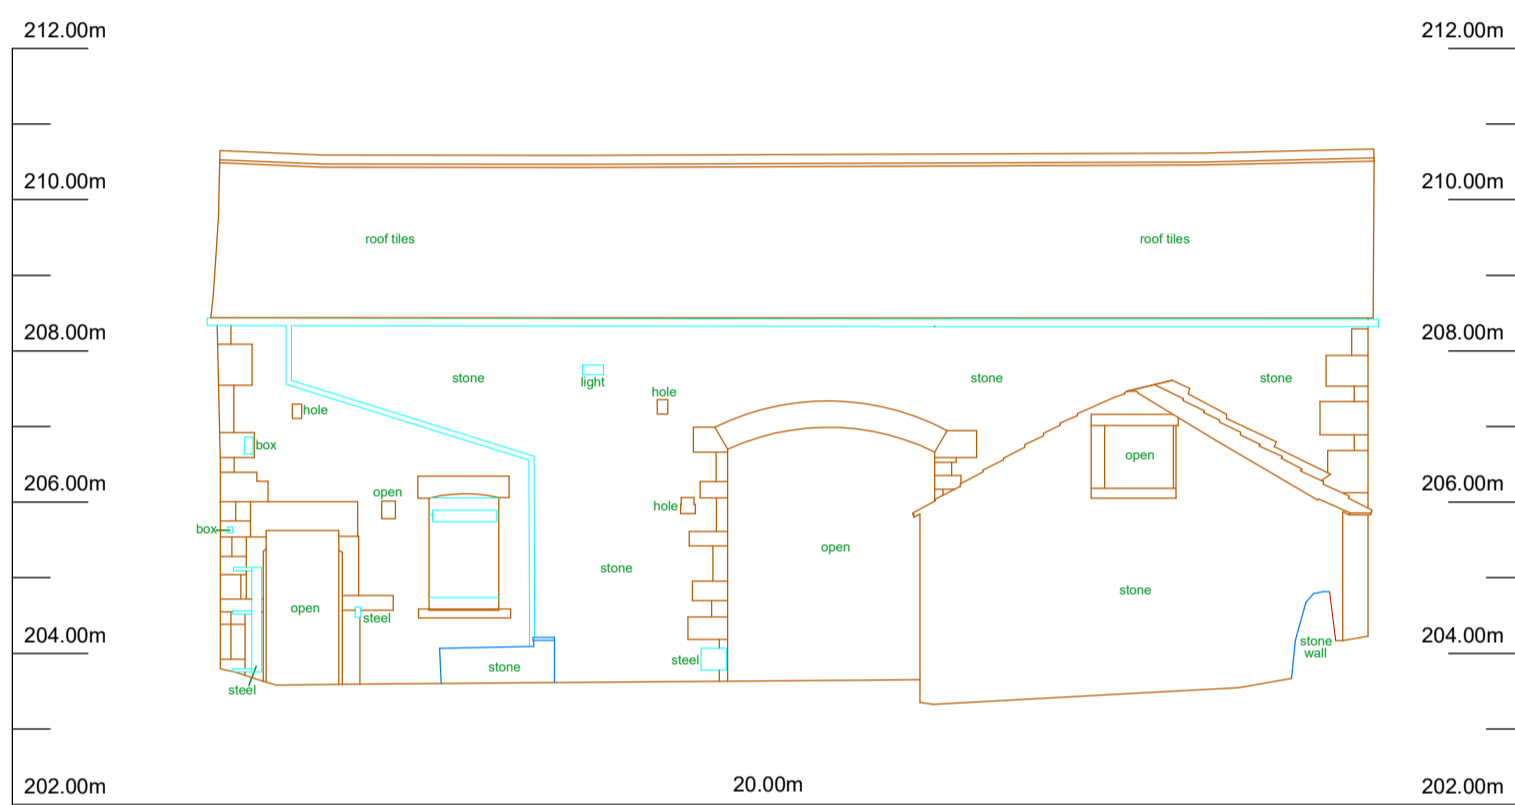 212.00m
212.00m
210.00m
210.00m
roof tiles
roof tiles
208.00m
208.00m
stone
light
stone
stone
hole
hole
box
open
206.00m
206.00m
open
hole
box
open
stone
stone
open
steel
204.00m
204.00m
stone
wall
steel
stone
steel
202.00m
20.00m
202.00m